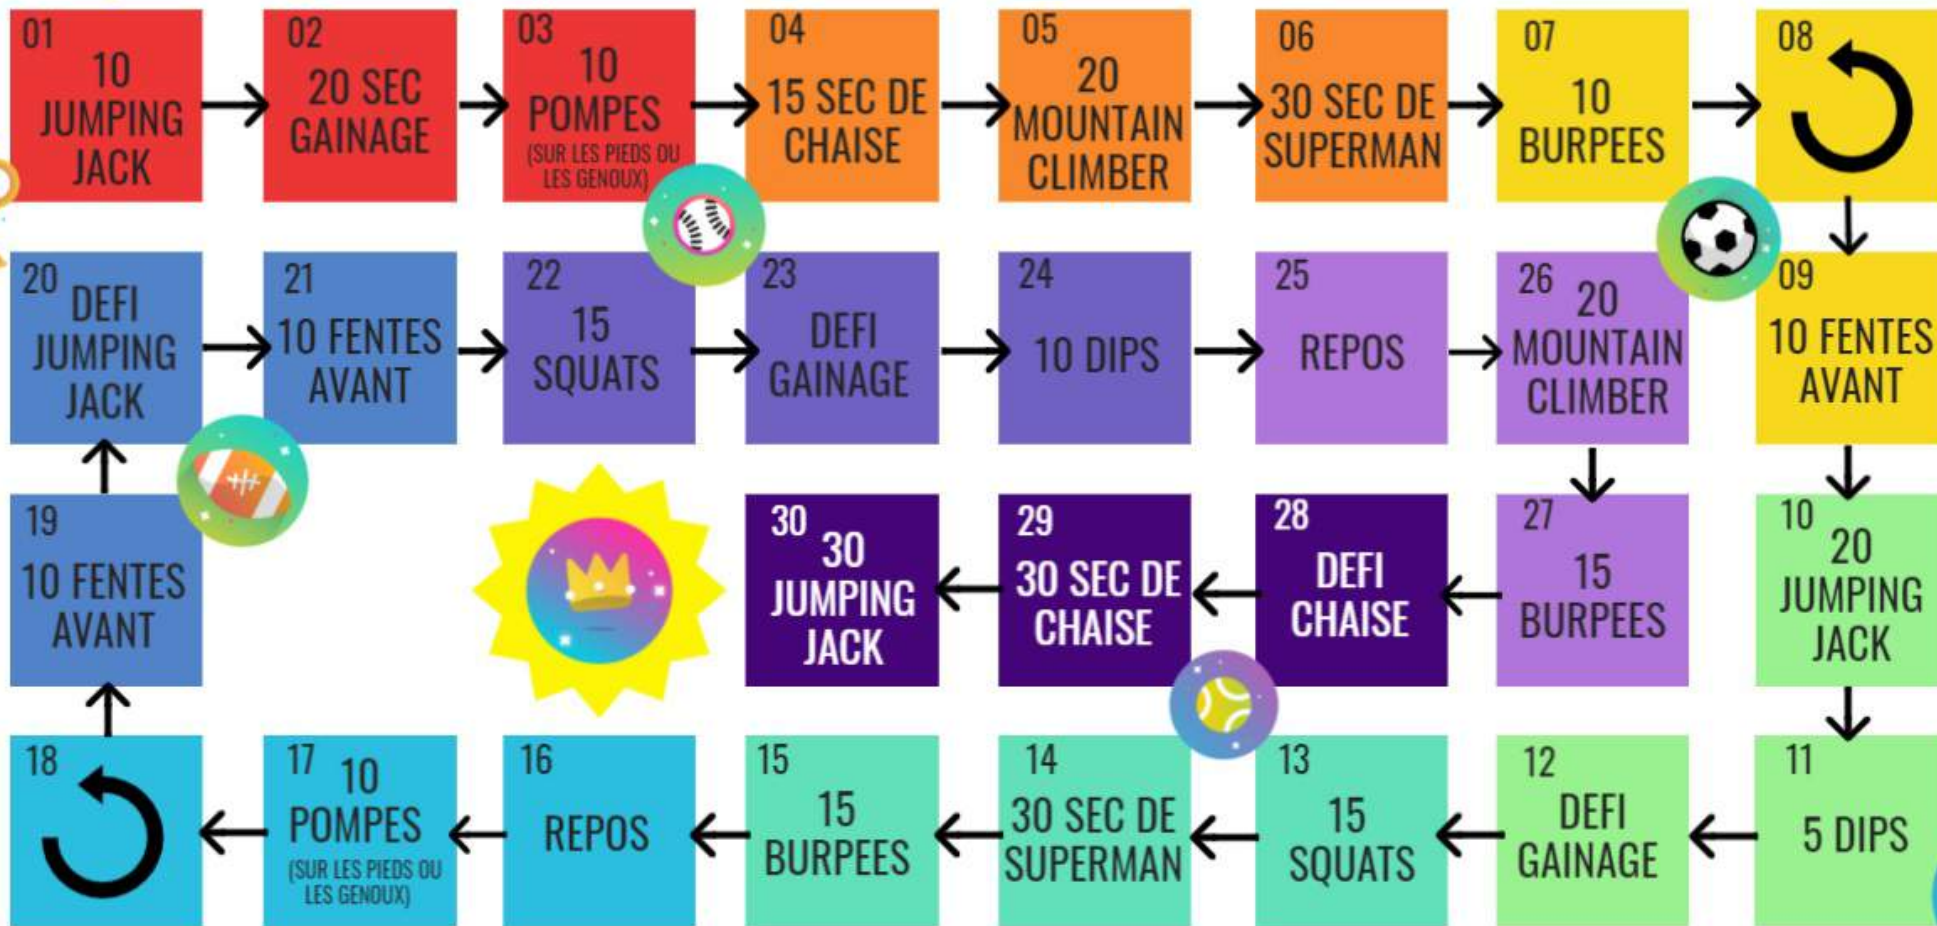 01
10
JUMPING
JACK
02
20 SEC
GAINAGE
03
10
POMPES
(SUR LES PIEDS OU
LES GENOUX)
04
15 SEC DE
CHAISE
05
20
MOUNTAIN
CLIMBER
06
30 SEC DE
SUPERMAN
07
10
BURPEES
08
09
10 FENTES
AVANT
10
20
JUMPING
JACK
11
5 DIPS
12
DEFI
GAINAGE
13
15
SQUATS
14
30 SEC DE
SUPERMAN
15
15
BURPEES
16
REPOS
17
10
POMPES
(SUR LES PIEDS OU
LES GENOUX)
18
19
10 FENTES
AVANT
20
DEFI
JUMPING
JACK
21
10 FENTES
AVANT
22
15
SQUATS
23
DEFI
GAINAGE
24
10 DIPS
25
REPOS
26
20
MOUNTAIN
CLIMBER
27
15
BURPEES
28
DEFI
CHAISE
29
30 SEC DE
CHAISE
30
30
JUMPING
JACK